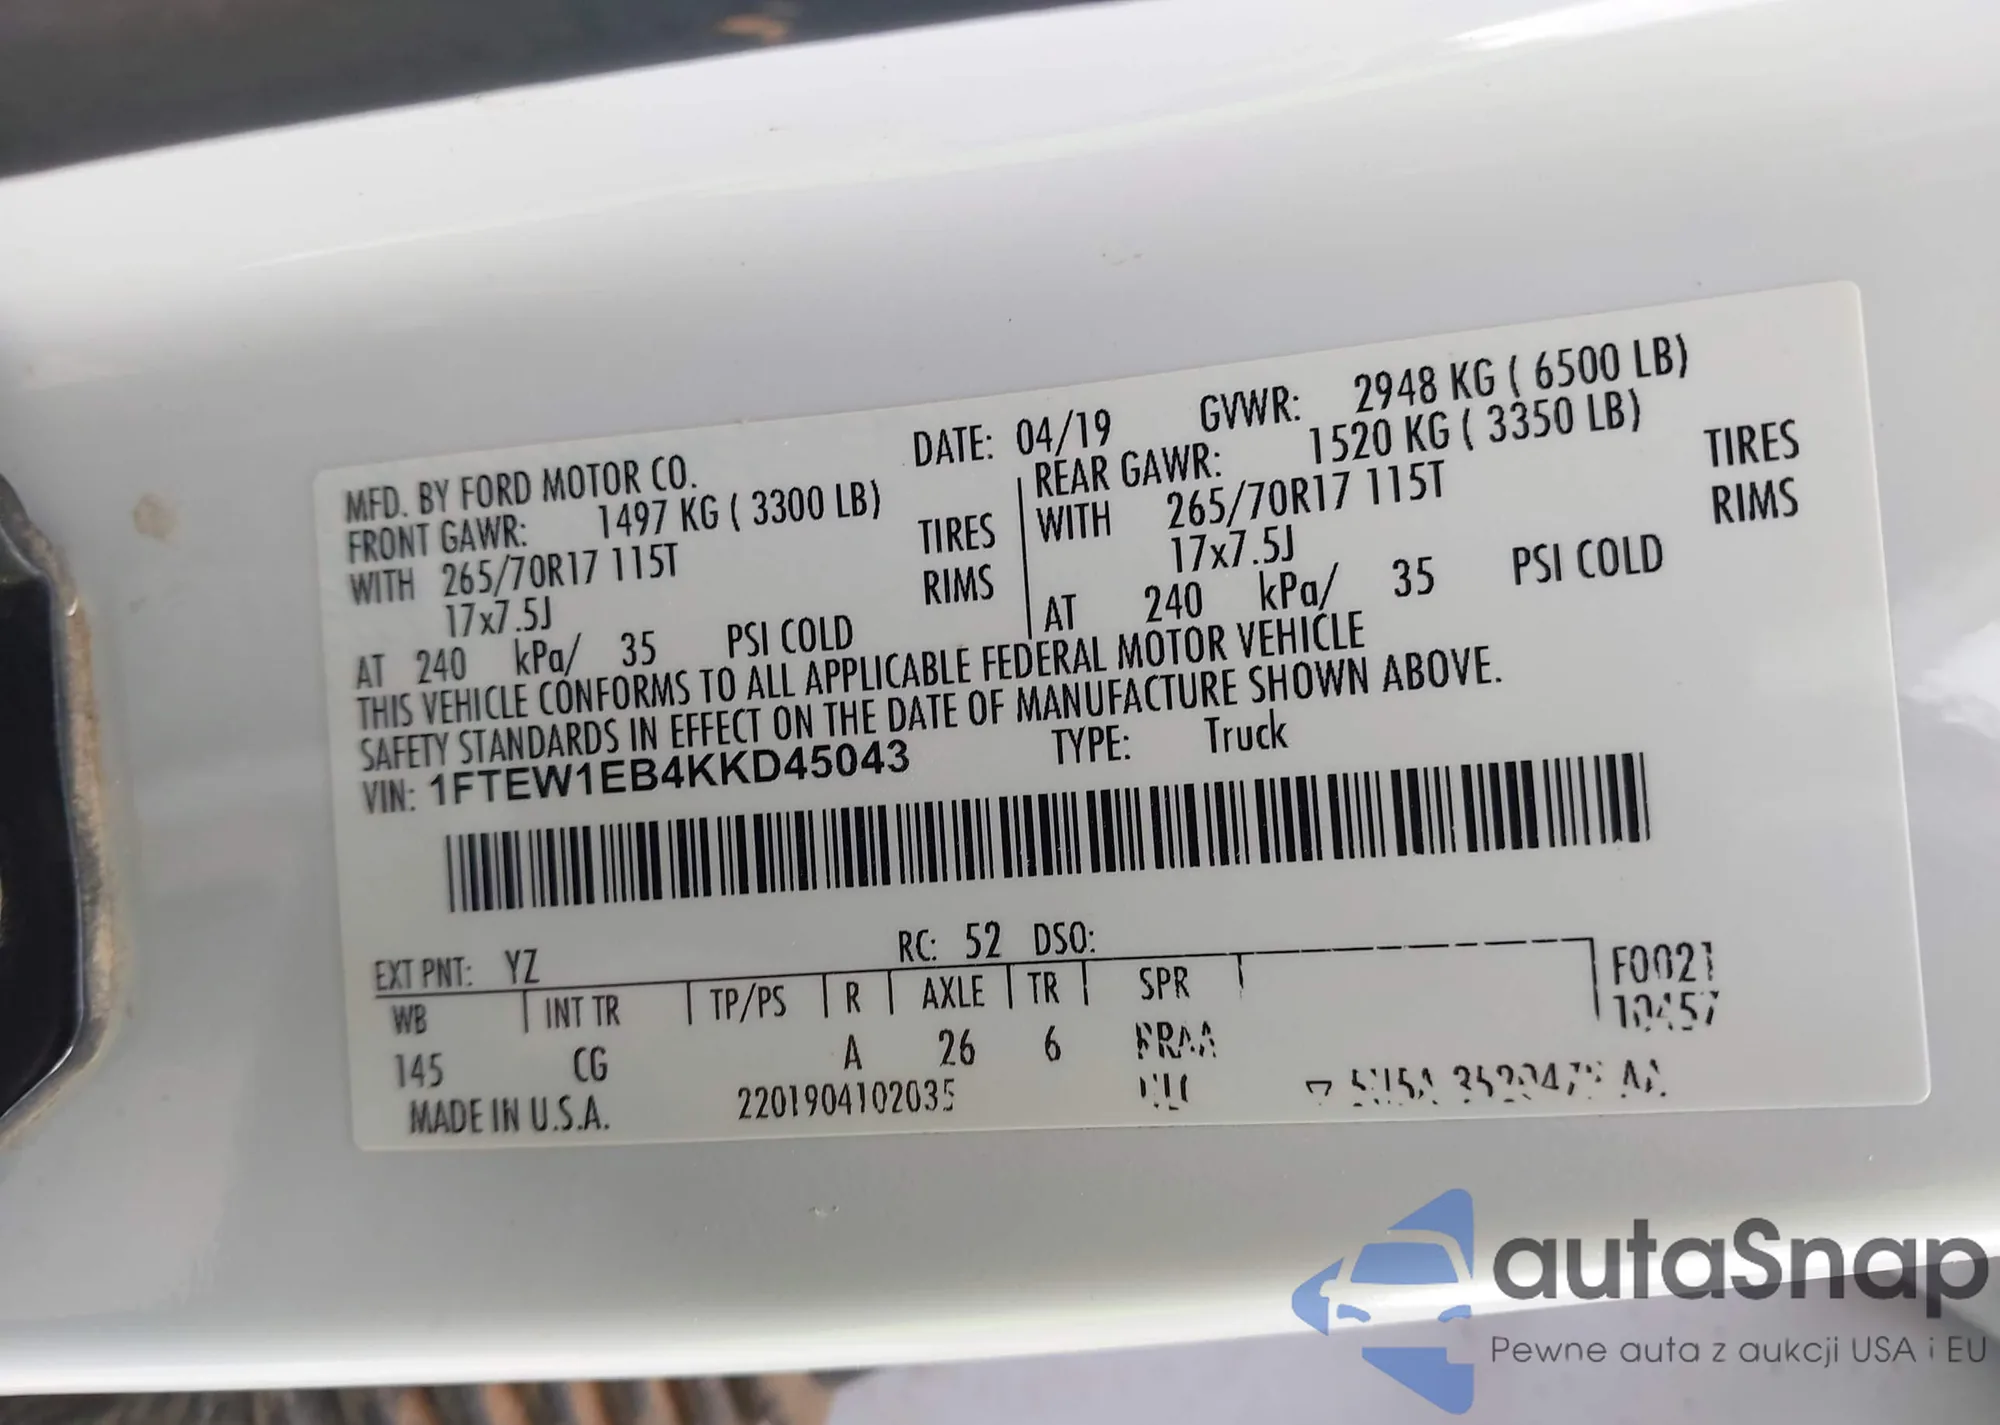 MFD. BY FORD MOTOR CO. DATE: 04/19 GVWR: 2948 KG ( 6500 LB)
FRONT GAWR: 1497 KG ( 3300 LB) REAR GAWR: 1520 KG ( 3350 LB)
WITH 265/70R17 115T TIRES WITH 265/70R17 115T TIRES
17x7.5J RIMS 17x7.5J RIMS
AT 240 kPa/ 35 PSI COLD AT 240 kPa/ 35 PSI COLD
THIS VEHICLE CONFORMS TO ALL APPLICABLE FEDERAL MOTOR VEHICLE
SAFETY STANDARDS IN EFFECT ON THE DATE OF MANUFACTURE SHOWN ABOVE.
VIN: 1FTEW1EB4KKD45043 TYPE: Truck
EXT PNT: YZ RC: 52 DSO:
WB INT TR TP/PS R AXLE TR SPR F0021
145 CG A 26 6 10457
MADE IN U.S.A. 2201904102035
autaSnap
Pewne auta z aukcji USA i EU